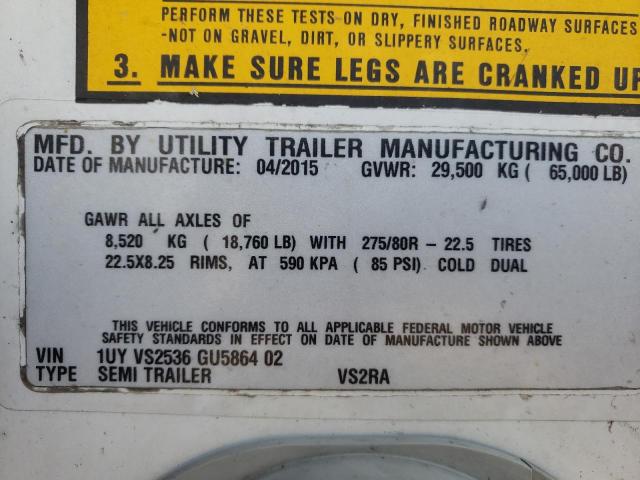 PERFORM THESE TESTS ON DRY, FINISHED ROADWAY SURFACES
-NOT ON GRAVEL, DIRT, OR SLIPPERY SURFACES.
3. MAKE SURE LEGS ARE CRANKED UP
MFD. BY UTILITY TRAILER MANUFACTURING CO.
DATE OF MANUFACTURE: 04/2015 GVWR: 29,500 KG ( 65,000 LB)
GAWR ALL AXLES OF
8,520 KG ( 18,760 LB) WITH 275/80R - 22.5 TIRES
22.5X8.25 RIMS, AT 590 KPA ( 85 PSI) COLD DUAL
THIS VEHICLE CONFORMS TO ALL APPLICABLE FEDERAL MOTOR VEHICLE
SAFETY STANDARDS IN EFFECT ON DATE OF MANUFACTURE SHOWN ABOVE
VIN 1UY VS2536 GU5864 02
TYPE SEMI TRAILER VS2RA